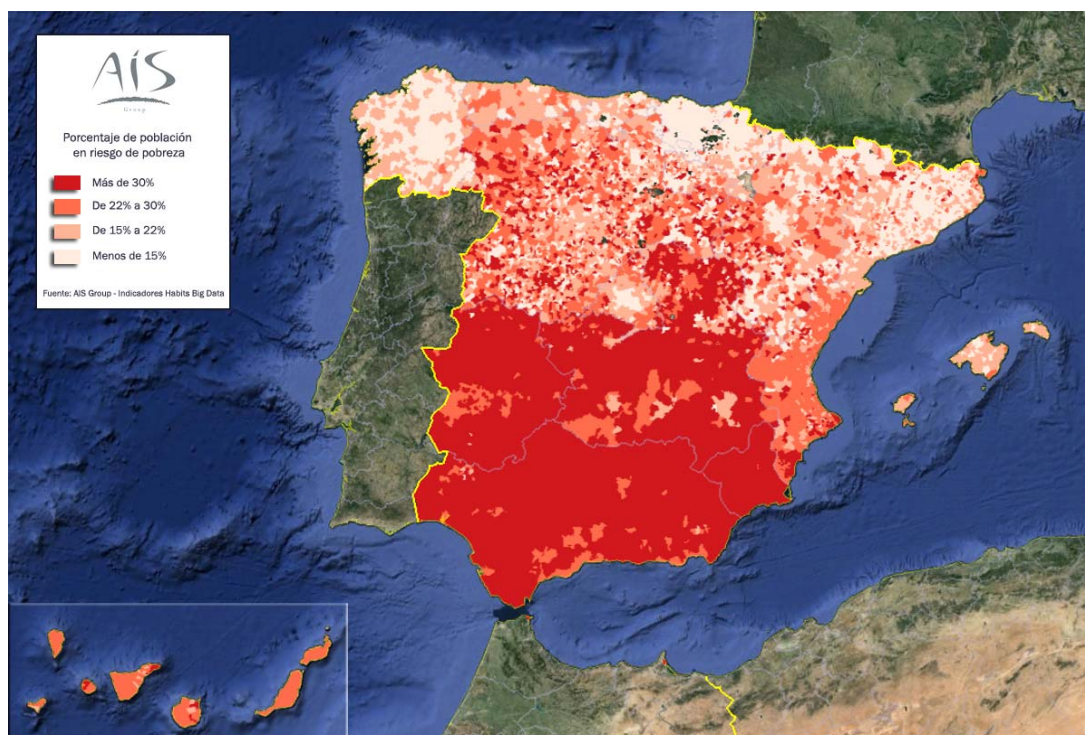 AIS
Group
Porcentaje de población
en riesgo de pobreza
Más de 30%
De 22% a 30%
De 15% a 22%
Menos de 15%
Fuente: AIS Group - Indicadores Habits Big Data